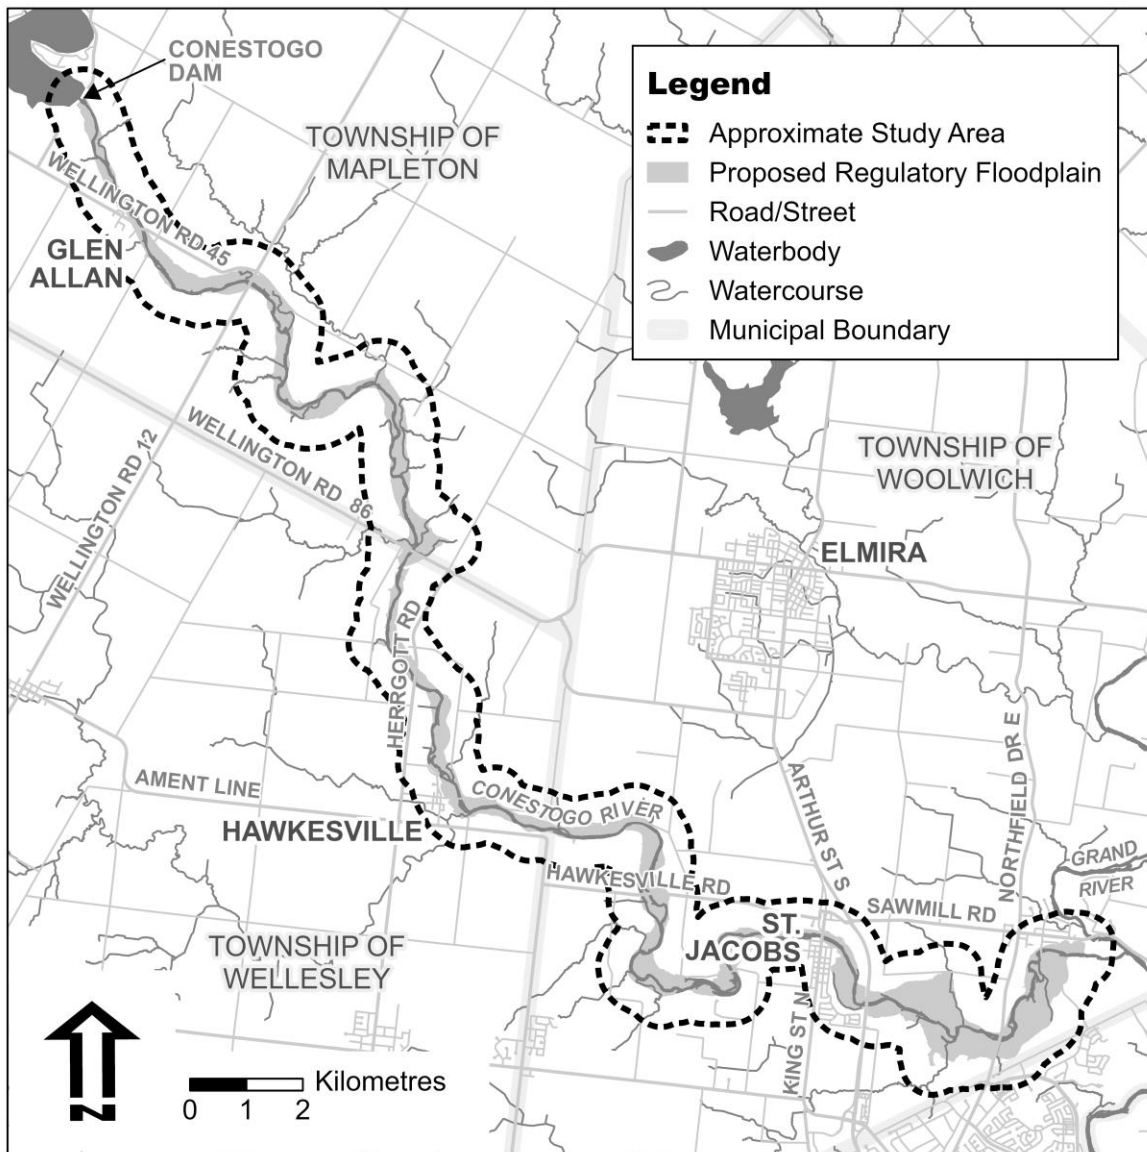 CONESTOGO
DAM
TOWNSHIP OF
MAPLETON
Legend
Approximate Study Area
Proposed Regulatory Floodplain
Road/Street
Waterbody
Watercourse
Municipal Boundary
WELLINGTON RD 45
GLEN
ALLAN
WELLINGTON RD 12
WELLINGTON RD 86
TOWNSHIP OF
WOOLWICH
ELMIRA
HERRGOTT RD
AMENT LINE
CONESTOGO RIVER
HAWKESVILLE
HAWKESVILLE RD
ARTHUR ST S
NORTHFIELD DR E
GRAND
RIVER
SAWMILL RD
ST.
JACOBS
TOWNSHIP OF
WELLESLEY
KING ST N
N
Kilometres
0 1 2